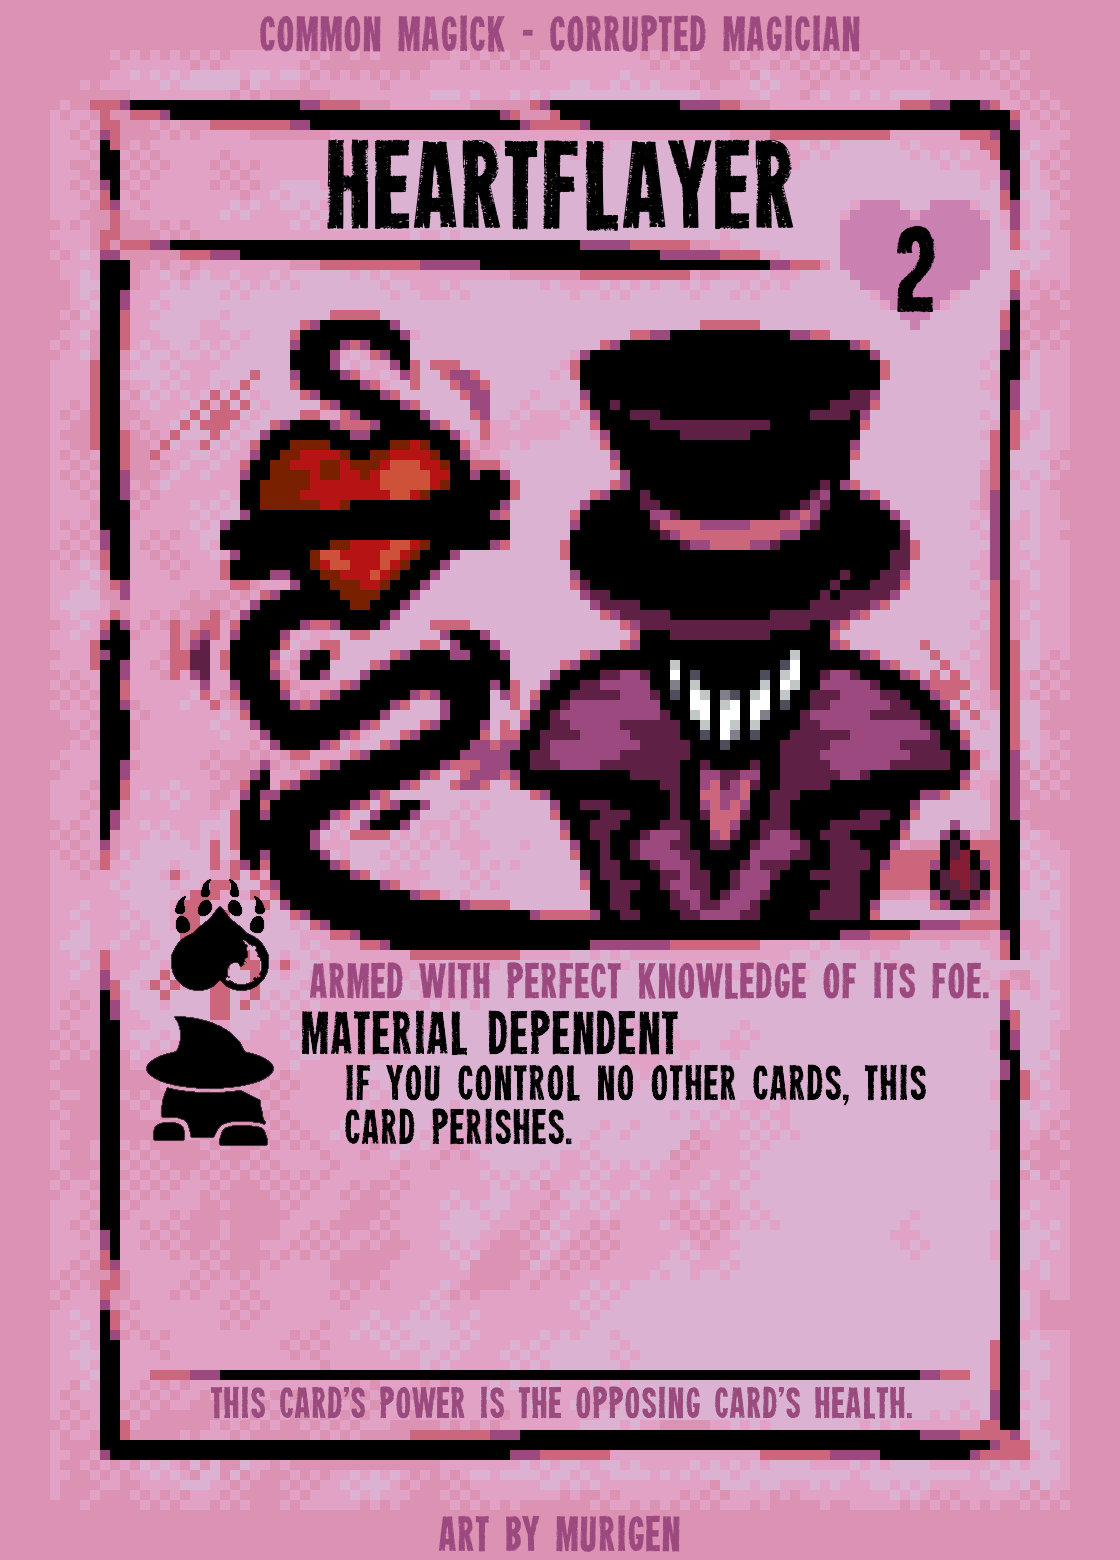 COMMON MAGICK - CORRUPTED MAGICIAN
HEARTFLAYER
2
ARMED WITH PERFECT KNOWLEDGE OF ITS FOE.
MATERIAL DEPENDENT
IF YOU CONTROL NO OTHER CARDS, THIS
CARD PERISHES.
THIS CARD'S POWER IS THE OPPOSING CARD'S HEALTH.
ART BY MURIGEN